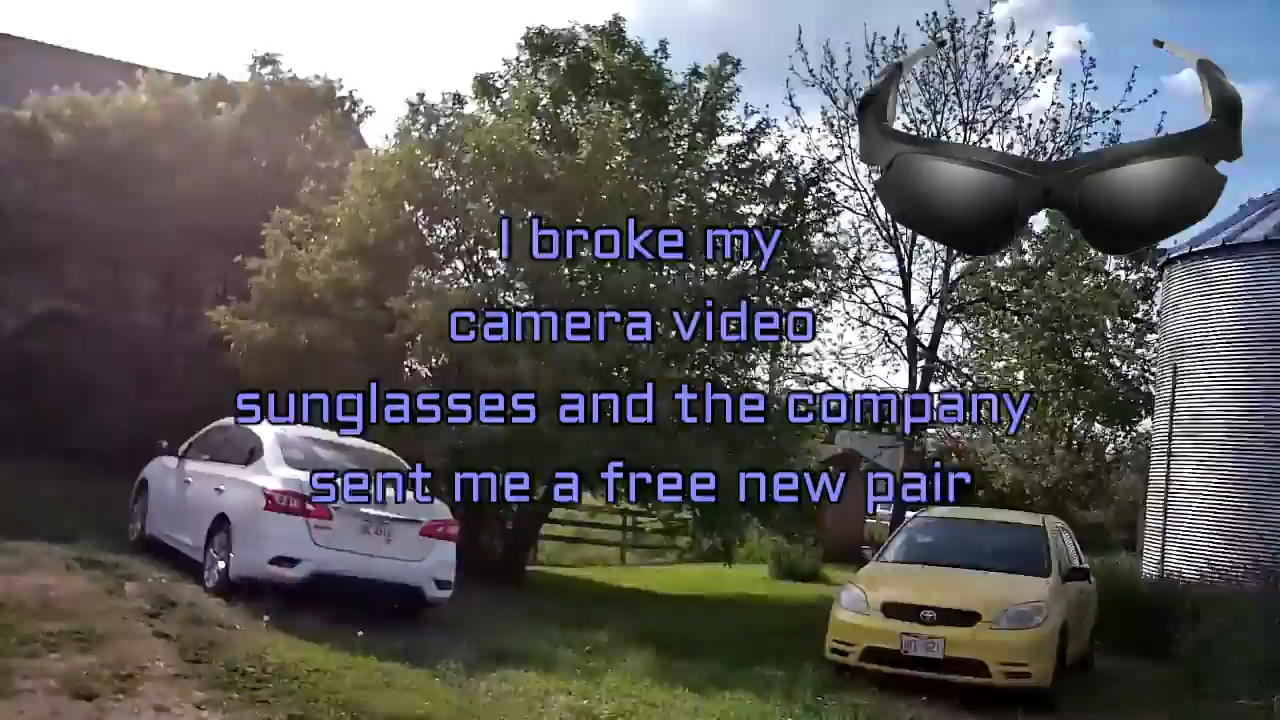 I broke my
camera video
sunglasses and the company
sent me a free new pair